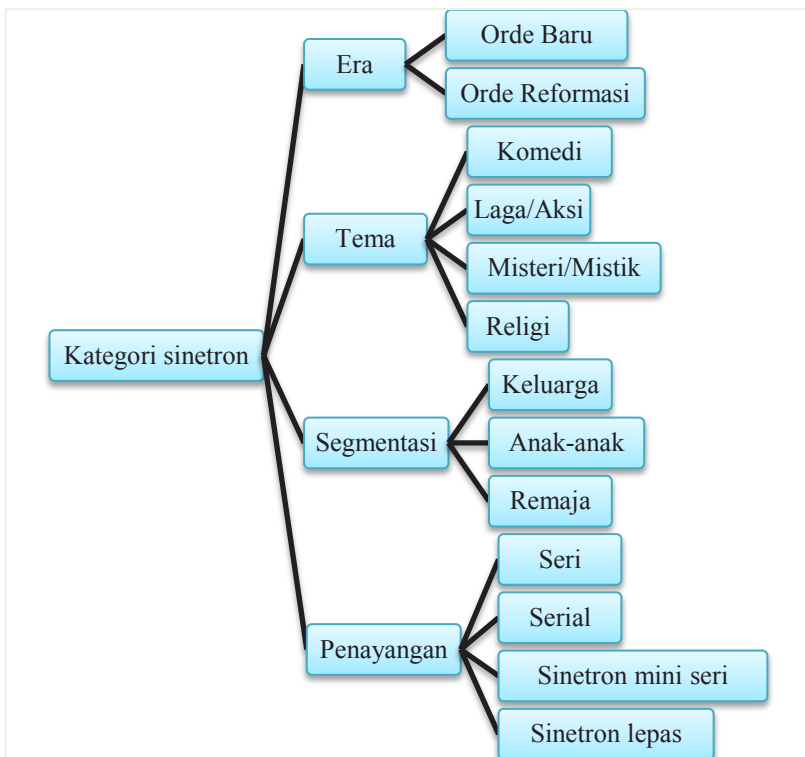 Kategori sinetron
Era
Orde Baru
Orde Reformasi
Tema
Komedi
Laga/Aksi
Misteri/Mistik
Religi
Segmentasi
Keluarga
Anak-anak
Remaja
Penayangan
Seri
Serial
Sinetron mini seri
Sinetron lepas